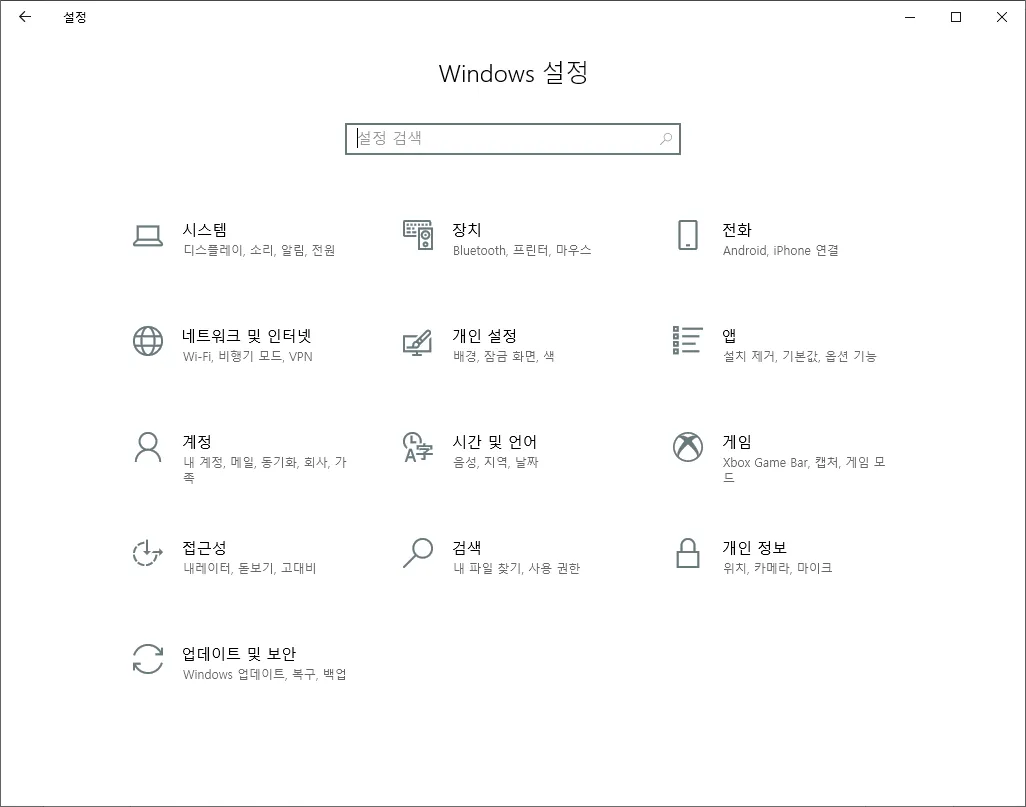 설정
Windows 설정
설정 검색
시스템
디스플레이, 소리, 알림, 전원
장치
Bluetooth, 프린터, 마우스
전화
Android, iPhone 연결
네트워크 및 인터넷
Wi-Fi, 비행기 모드, VPN
개인 설정
배경, 잠금 화면, 색
앱
설치 제거, 기본값, 옵션 기능
계정
내 계정, 메일, 동기화, 회사, 가
족
시간 및 언어
음성, 지역, 날짜
게임
Xbox Game Bar, 캡처, 게임 모
드
접근성
내레이터, 돋보기, 고대비
검색
내 파일 찾기, 사용 권한
개인 정보
위치, 카메라, 마이크
업데이트 및 보안
Windows 업데이트, 복구, 백업